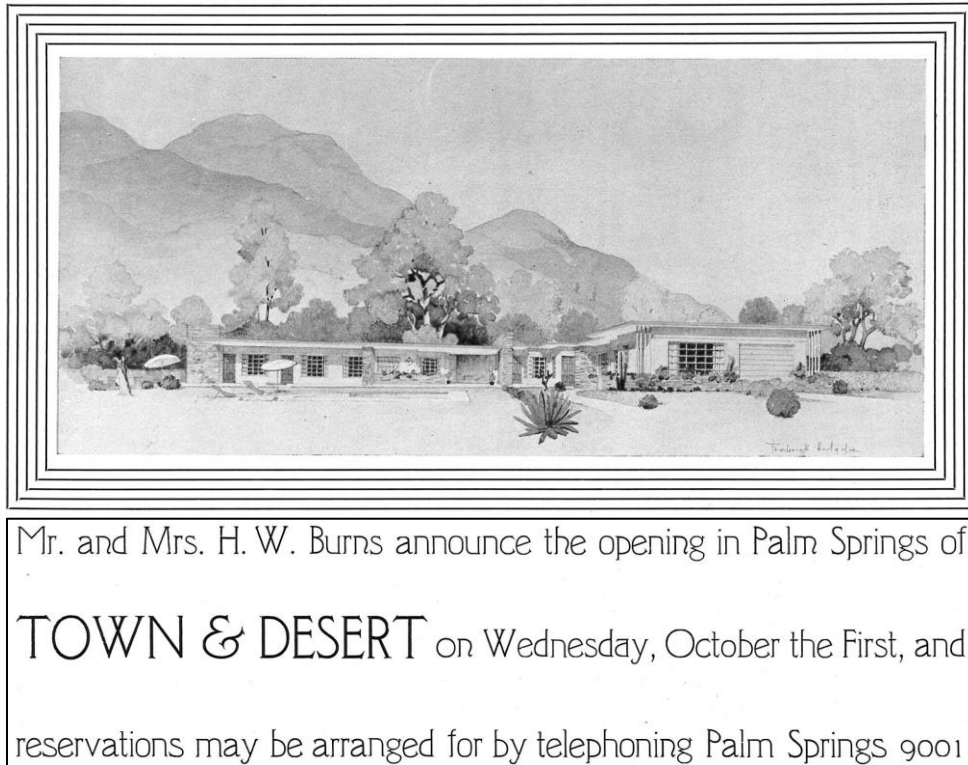 Mr. and Mrs. H. W. Burns announce the opening in Palm Springs of
TOWN & DESERT on Wednesday, October the First, and
reservations may be arranged for by telephoning Palm Springs 9001